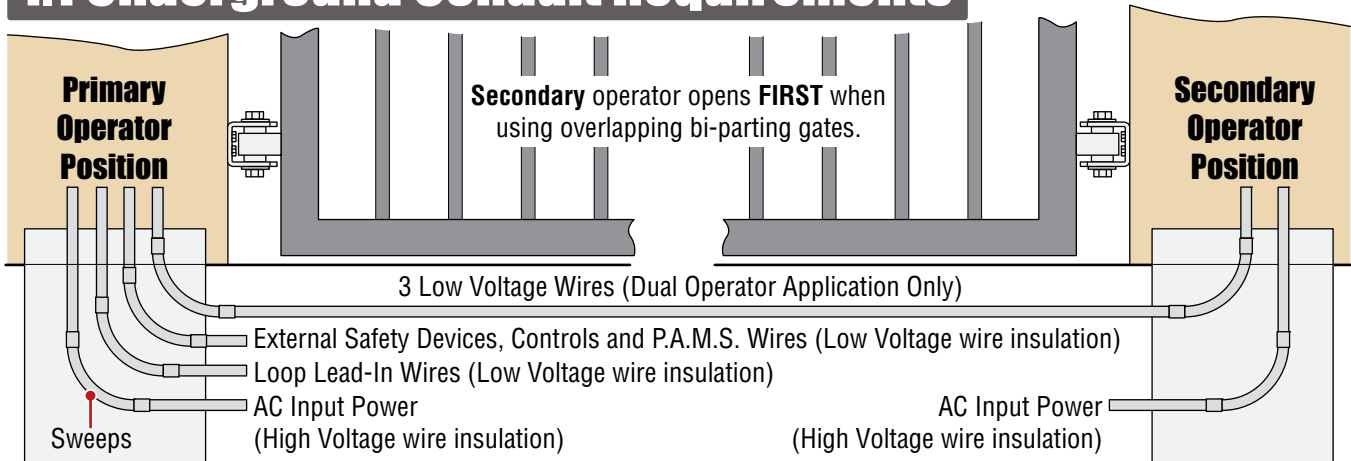 Underground Conduit Requirements
Primary
Operator
Position
Secondary operator opens FIRST when
using overlapping bi-parting gates.
Secondary
Operator
Position
3 Low Voltage Wires (Dual Operator Application Only)
External Safety Devices, Controls and P.A.M.S. Wires (Low Voltage wire insulation)
Loop Lead-In Wires (Low Voltage wire insulation)
AC Input Power
(High Voltage wire insulation)
AC Input Power
(High Voltage wire insulation)
Sweeps